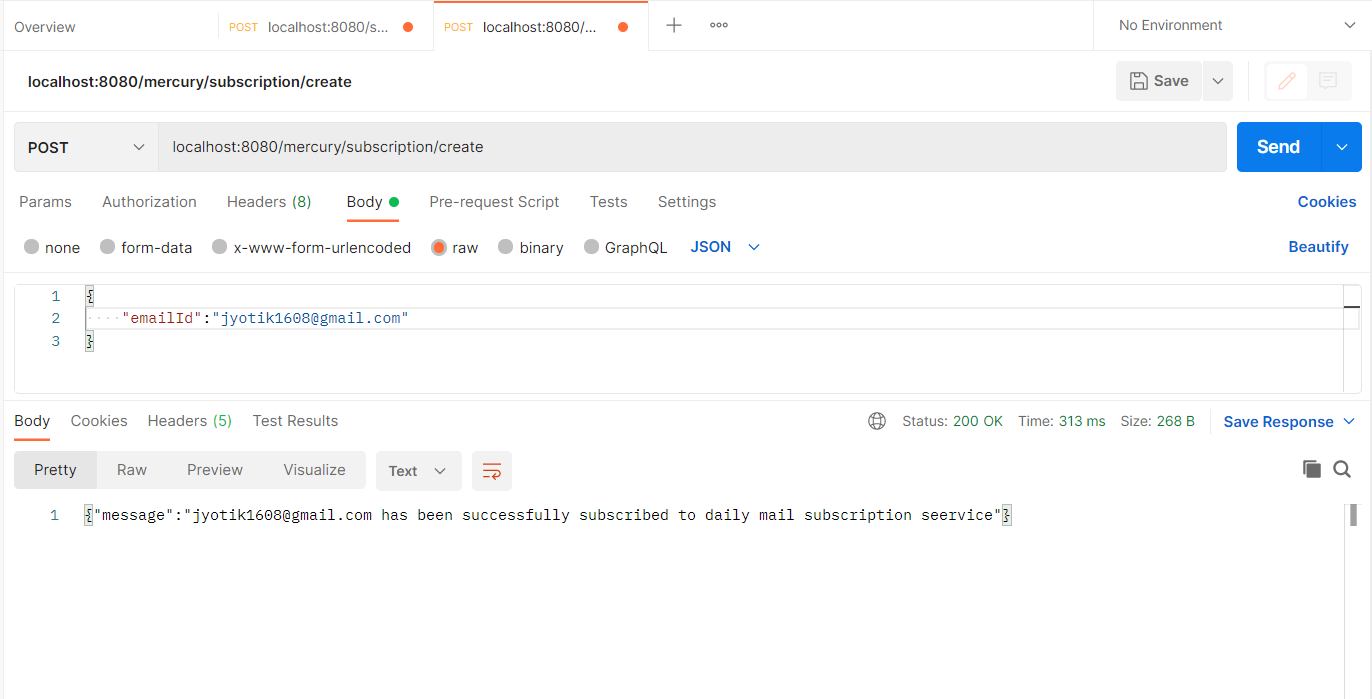 Overview POST localhost:8080/s... POST localhost:8080/... No Environment
localhost:8080/mercury/subscription/create Save
POST localhost:8080/mercury/subscription/create Send
Params Authorization Headers (8) Body Pre-request Script Tests Settings Cookies
none form-data x-www-form-urlencoded raw binary GraphQL JSON Beautify
1 {
2 ····"emailId":"jyotik1608@gmail.com"
3 }
Body Cookies Headers (5) Test Results Status: 200 OK Time: 313 ms Size: 268 B Save Response
Pretty Raw Preview Visualize Text
1 {"message":"jyotik1608@gmail.com has been successfully subscribed to daily mail subscription seervice"}